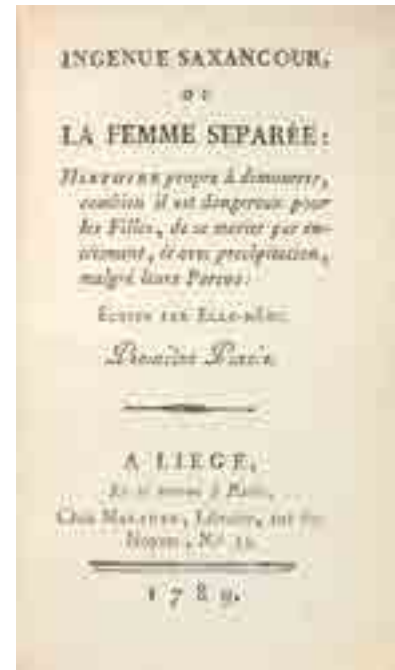 INGENUE SAXANCOUR,
OU
LA FEMME SEPARÉE:
HISTOIRE propre à démontrer,
combien il est dangereux pour
les Filles, de se marier par en-
têtement, & avec précipitation,
malgré leurs Parens:
ÉCRITE PAR ELLE-MÊME.
Première Partie.
A LIEGE,
Et se trouve à Paris,
Chés MARADAN, Libraire, rue des
Noyers, N.°
1789.